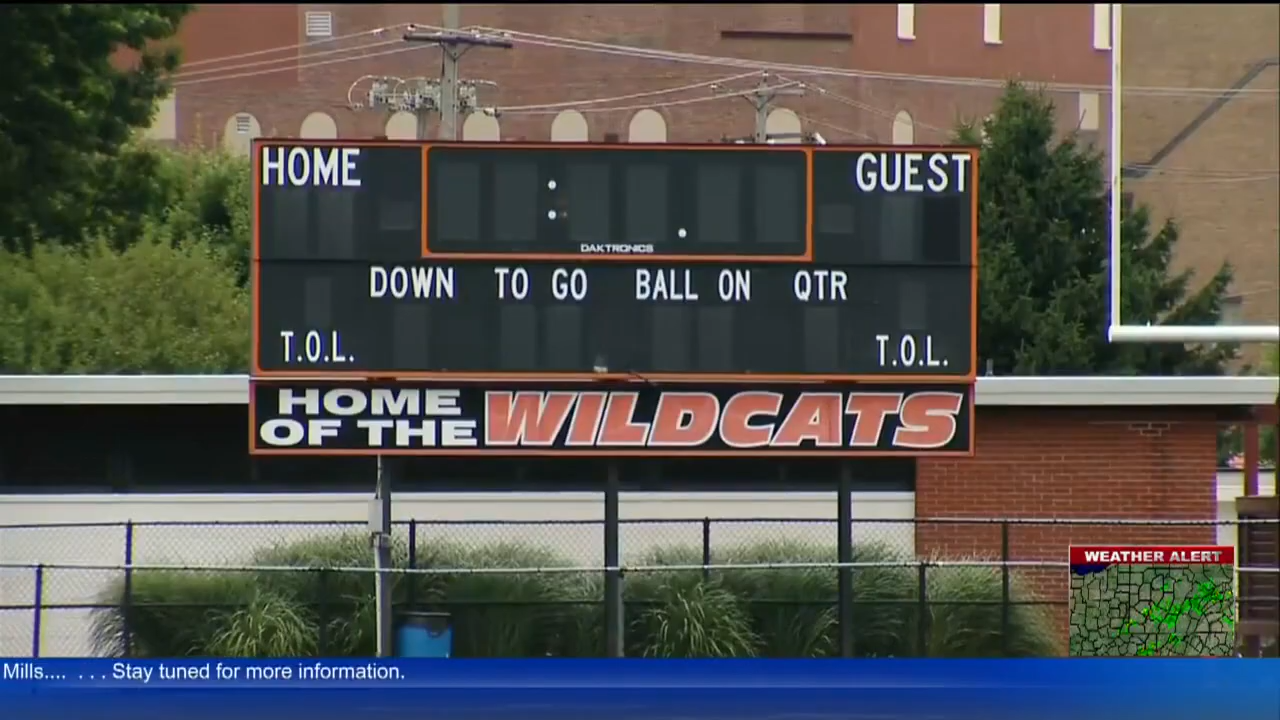 HOME
GUEST
DAKTRONICS
DOWN TO GO BALL ON QTR
T.O.L.
T.O.L.
HOME
OF THE
WILDCATS
WEATHER ALERT
Mills.... . . . Stay tuned for more information.